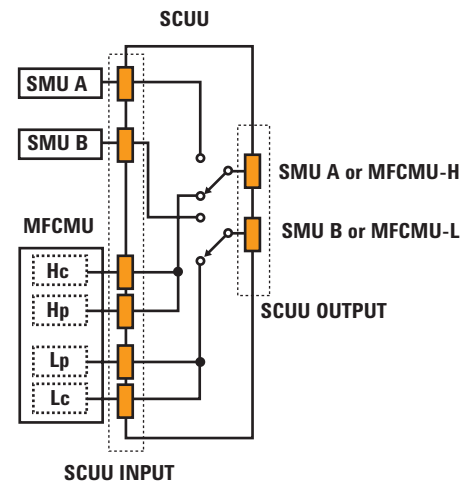 SCUU
SMU A
SMU B
SMU A or MFCMU-H
SMU B or MFCMU-L
MFCMU
Hc
Hp
SCUU OUTPUT
Lp
Lc
SCUU INPUT